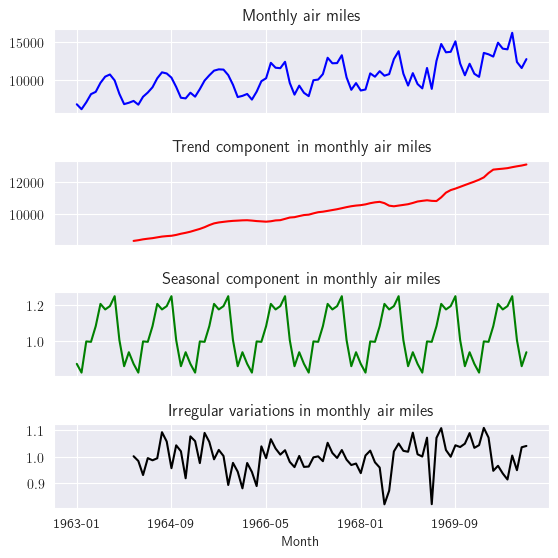 Monthly air miles
15000
10000
Trend component in monthly air miles
12000
10000
Seasonal component in monthly air miles
1.2
1.0
Irregular variations in monthly air miles
1.1
1.0
0.9
1963-01 1964-09 1966-05 1968-01 1969-09
Month